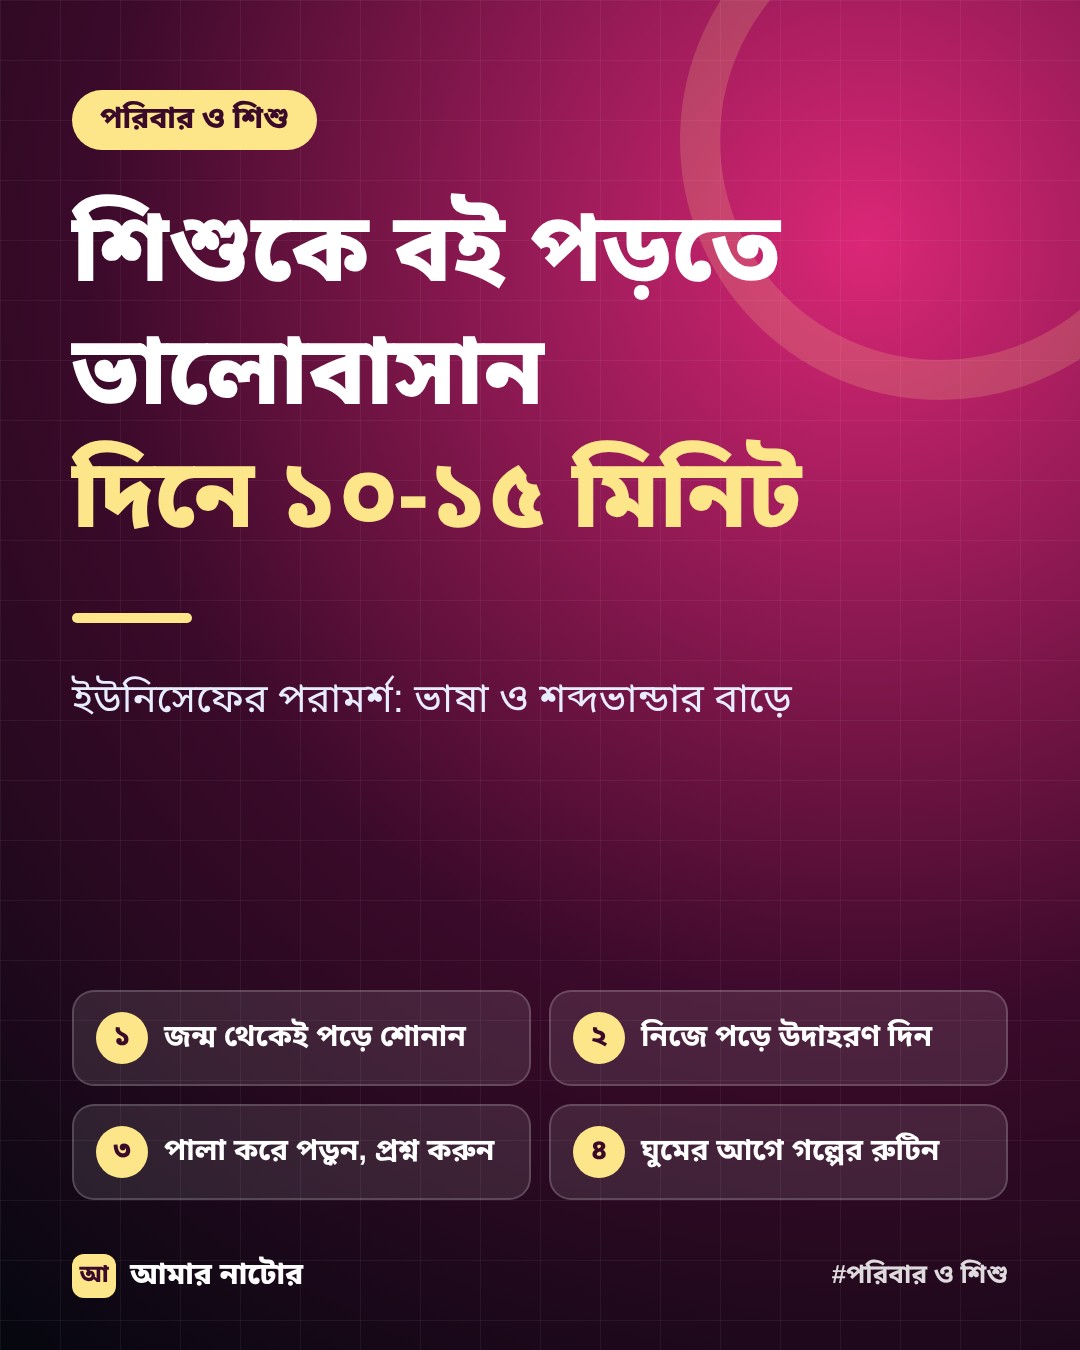 পরিবার ও শিশু
শিশুকে বই পড়তে
ভালোবাসান
দিনে ১০-১৫ মিনিট
ইউনিসেফের পরামর্শ: ভাষা ও শব্দভান্ডার বাড়ে
১ জন্ম থেকেই পড়ে শোনান
২ নিজে পড়ে উদাহরণ দিন
৩ পালা করে পড়ুন, প্রশ্ন করুন
৪ ঘুমের আগে গল্পের রুটিন
আ আমার নাটোর
#পরিবার ও শিশু